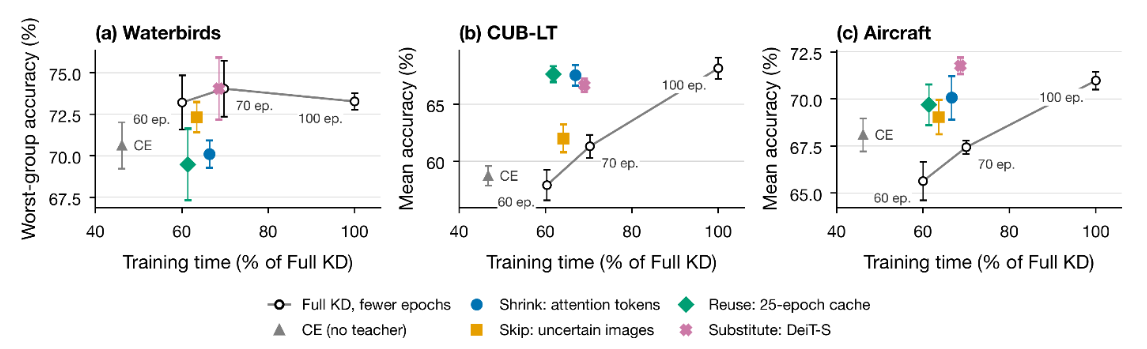 (a) Waterbirds
Worst-group accuracy (%)
75.0
72.5
70.0
67.5
60 ep.
70 ep.
100 ep.
CE
40 60 80 100
Training time (% of Full KD)
(b) CUB-LT
Mean accuracy (%)
65
60
100 ep.
70 ep.
CE
60 ep.
40 60 80 100
Training time (% of Full KD)
(c) Aircraft
Mean accuracy (%)
72.5
70.0
67.5
65.0
100 ep.
CE
70 ep.
60 ep.
40 60 80 100
Training time (% of Full KD)
Full KD, fewer epochs
Shrink: attention tokens
Reuse: 25-epoch cache
CE (no teacher)
Skip: uncertain images
Substitute: DeiT-S